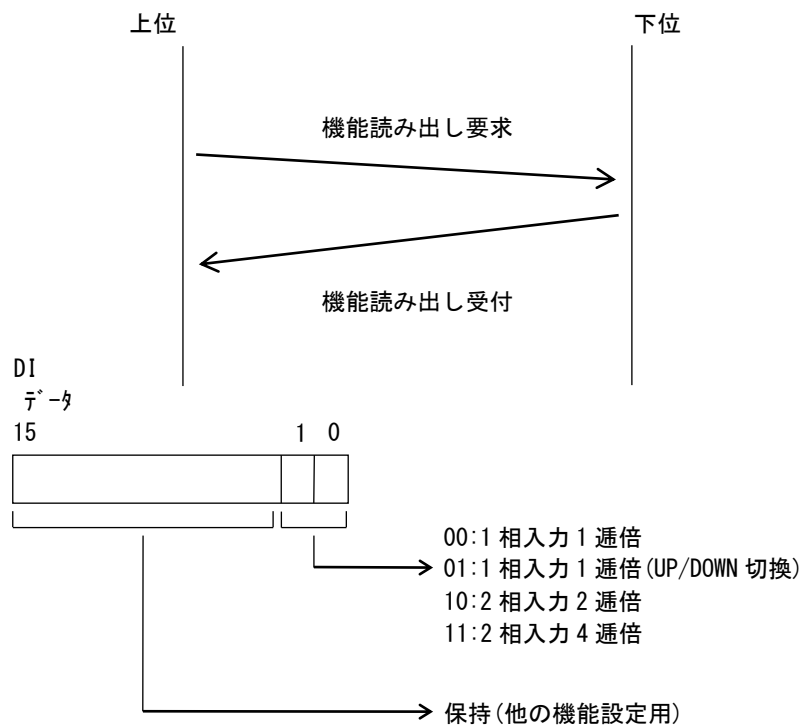 上位 下位
機能読み出し要求
機能読み出し受付
DI
ﾃﾞｰﾀ
15 1 0
00:1 相入力 1 逓倍
01:1 相入力 1 逓倍(UP/DOWN 切換)
10:2 相入力 2 逓倍
11:2 相入力 4 逓倍
保持(他の機能設定用)